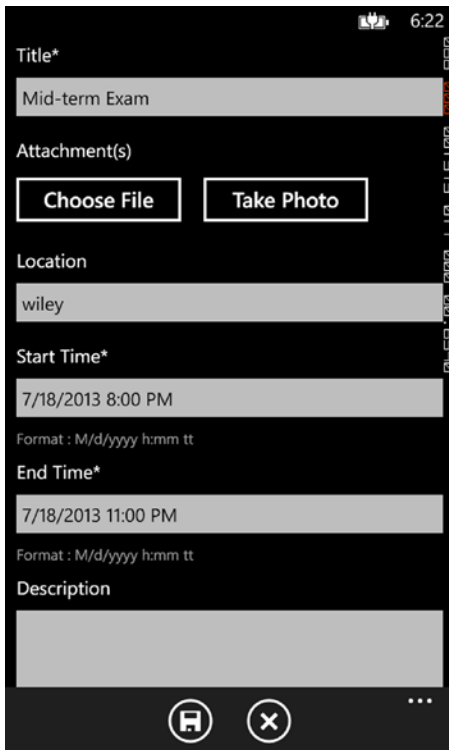 6:22
Title*
Mid-term Exam
Attachment(s)
Choose File Take Photo
Location
wiley
Start Time*
7/18/2013 8:00 PM
Format : M/d/yyyy h:mm tt
End Time*
7/18/2013 11:00 PM
Format : M/d/yyyy h:mm tt
Description